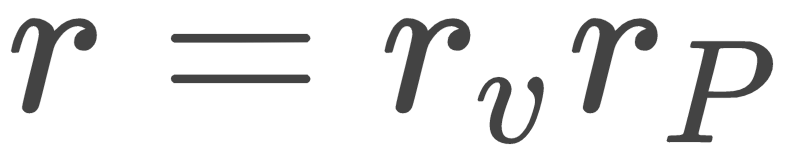 r = r_v r_P